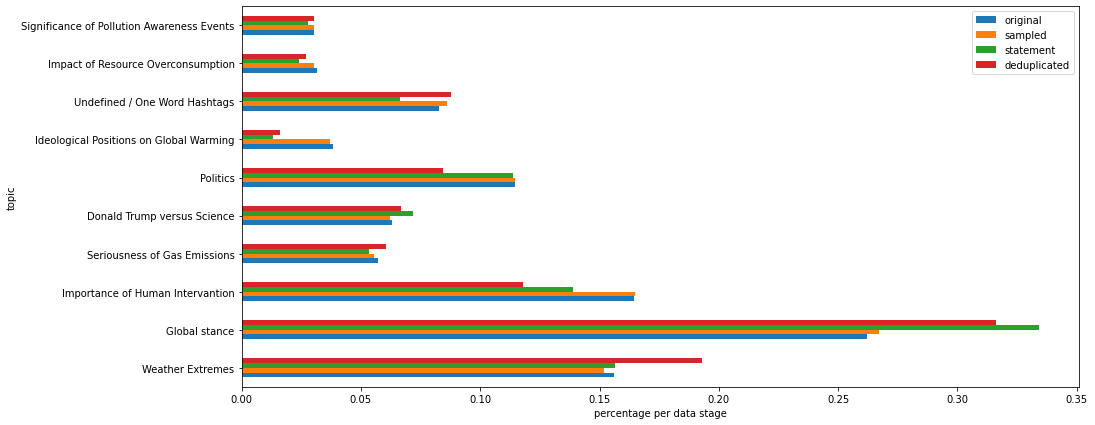 original
sampled
statement
deduplicated
topic
Significance of Pollution Awareness Events
Impact of Resource Overconsumption
Undefined / One Word Hashtags
Ideological Positions on Global Warming
Politics
Donald Trump versus Science
Seriousness of Gas Emissions
Importance of Human Intervantion
Global stance
Weather Extremes
0.00 0.05 0.10 0.15 0.20 0.25 0.30 0.35
percentage per data stage